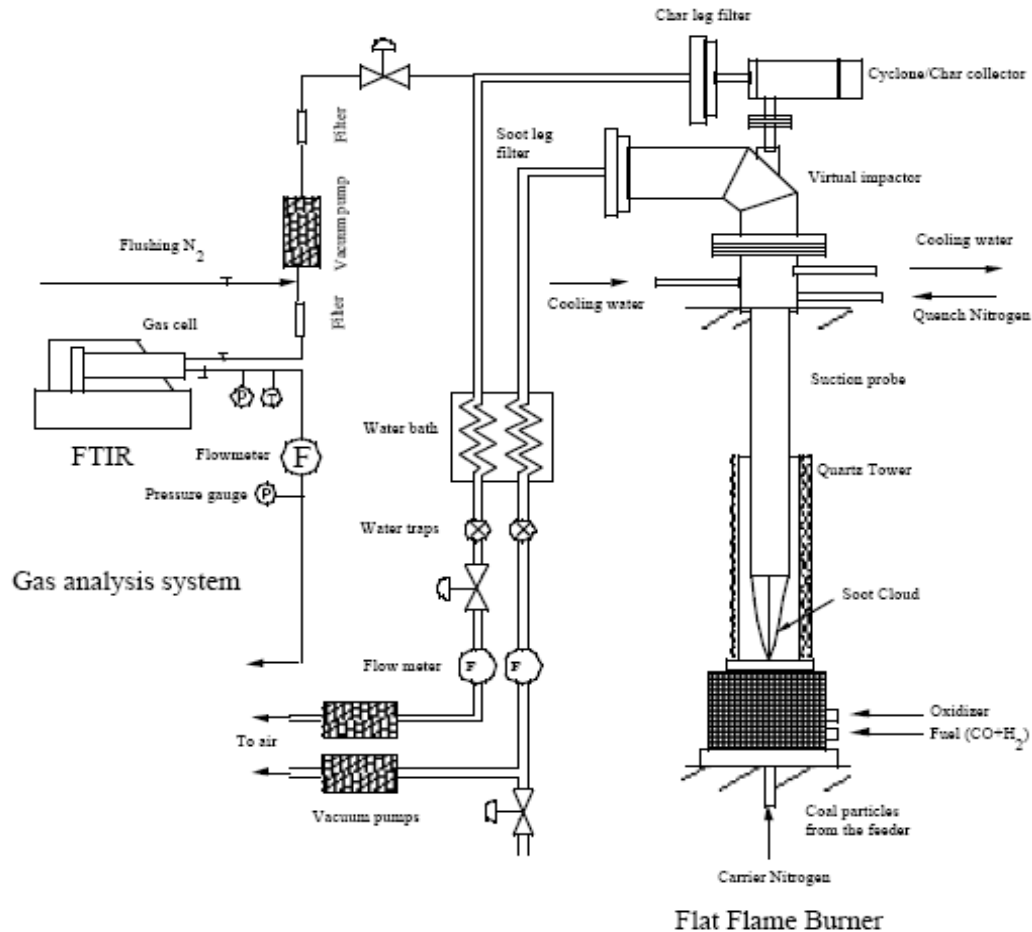 Char leg filter
Cyclone/Char collector
Filter
Soot leg
filter
Virtual impactor
Vacuum pump
Flushing N2
Cooling water
Cooling water
Quench Nitrogen
Filter
Gas cell
P
T
Suction probe
Water bath
FTIR
Flowmeter
F
Quartz Tower
Pressure gauge
P
Water traps
Gas analysis system
Soot Cloud
Flow meter
F
F
Oxidizer
Fuel (CO+H2)
To air
Vacuum pumps
Coal particles
from the feeder
Carrier Nitrogen
Flat Flame Burner